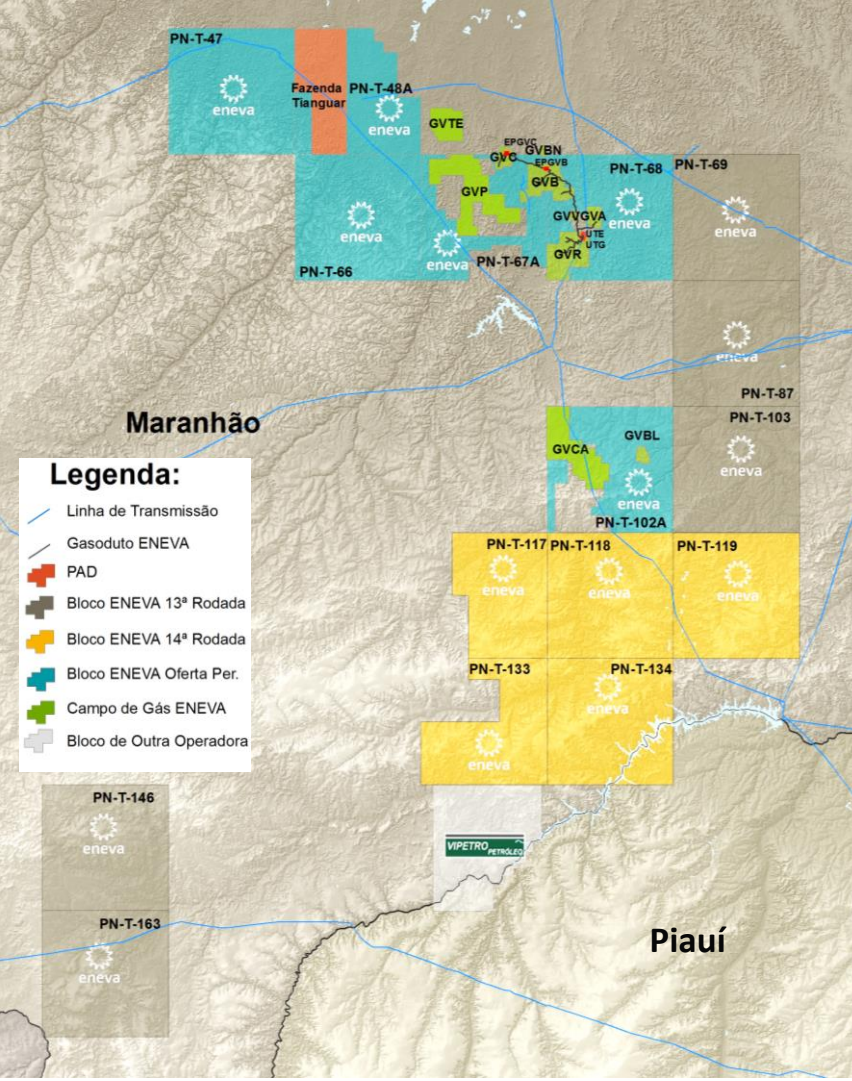 PN-T-47
Fazenda
Tianguar
PN-T-48A
eneva
eneva
GVTE
EPGVC
GVBN
GVC
EPGVB
GVB
GVP
PN-T-68
PN-T-69
eneva
eneva
eneva
eneva
GVVGVA
UTE
UTG
GVR
PN-T-67A
PN-T-66
eneva
PN-T-87
Maranhão
PN-T-103
GVBL
GVCA
eneva
eneva
PN-T-102A
Legenda:
Linha de Transmissão
Gasoduto ENEVA
PAD
Bloco ENEVA 13ª Rodada
Bloco ENEVA 14ª Rodada
Bloco ENEVA Oferta Per.
Campo de Gás ENEVA
Bloco de Outra Operadora
PN-T-117
PN-T-118
PN-T-119
eneva
eneva
eneva
PN-T-133
PN-T-134
eneva
eneva
PN-T-146
eneva
VIPETRO
PETRÓLEO
PN-T-163
eneva
Piauí